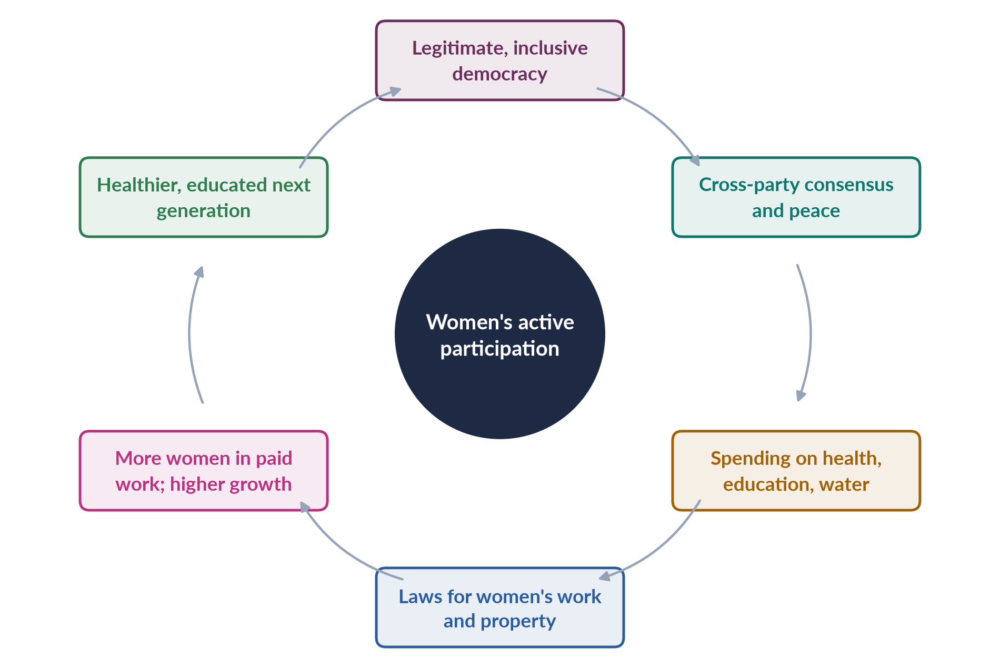 Legitimate, inclusive
democracy
Cross-party consensus
and peace
Spending on health,
education, water
Laws for women's work
and property
More women in paid
work; higher growth
Healthier, educated next
generation
Women's active
participation